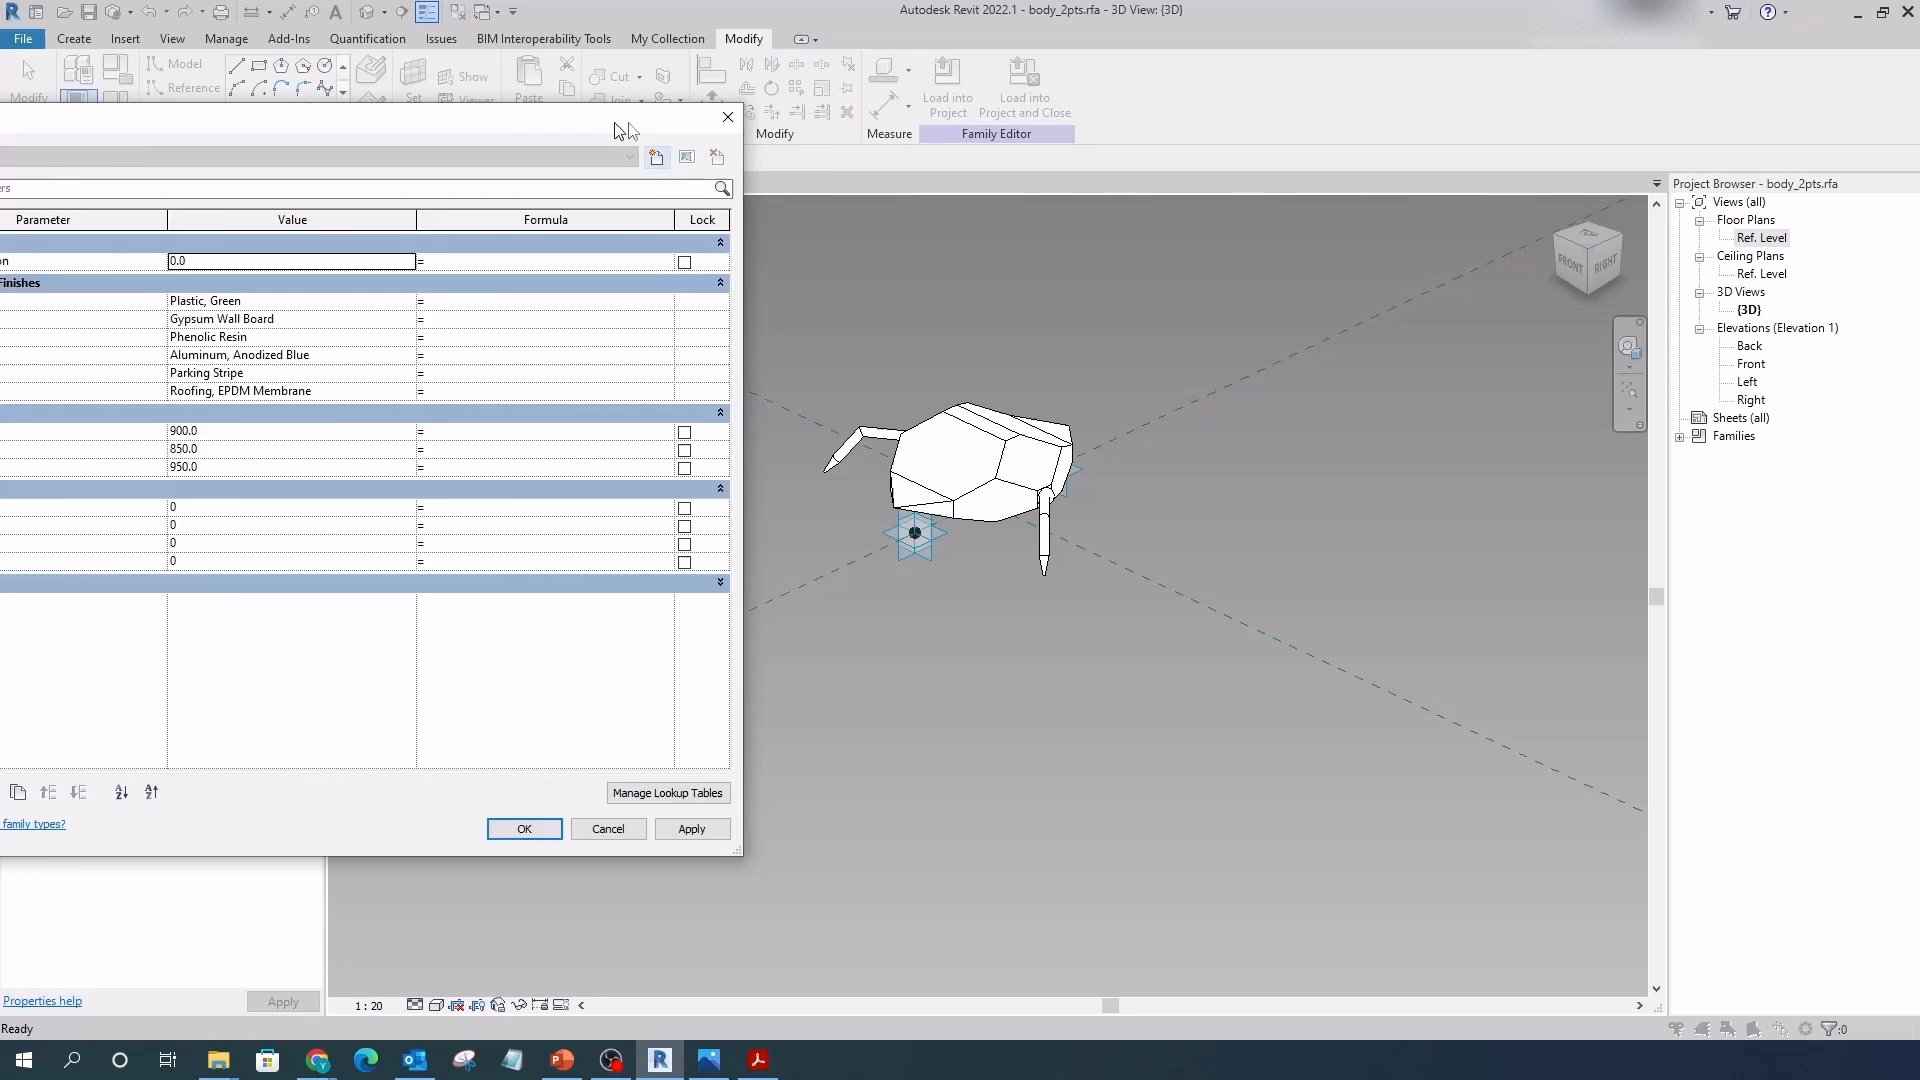 Autodesk Revit 2022.1 - body_2pts.rfa - 3D View: {3D}
File Create Insert View Manage Add-Ins Quantification Issues BIM Interoperability Tools My Collection Modify
Model
Reference
Modify
Set
Show
Viewer
Paste
Cut
Join
Modify
Measure
Load into Project
Load into Project and Close
Family Editor
ers
Parameter Value Formula Lock
on 0.0 =
Finishes
Plastic, Green =
Gypsum Wall Board =
Phenolic Resin =
Aluminum, Anodized Blue =
Parking Stripe =
Roofing, EPDM Membrane =
900.0 =
850.0 =
950.0 =
0 =
0 =
0 =
0 =
Manage Lookup Tables
family types?
OK Cancel Apply
TOP
FRONT RIGHT
Project Browser - body_2pts.rfa
Views (all)
Floor Plans
Ref. Level
Ceiling Plans
Ref. Level
3D Views
{3D}
Elevations (Elevation 1)
Back
Front
Left
Right
Sheets (all)
Families
Properties help Apply
1 : 20
Ready
:0